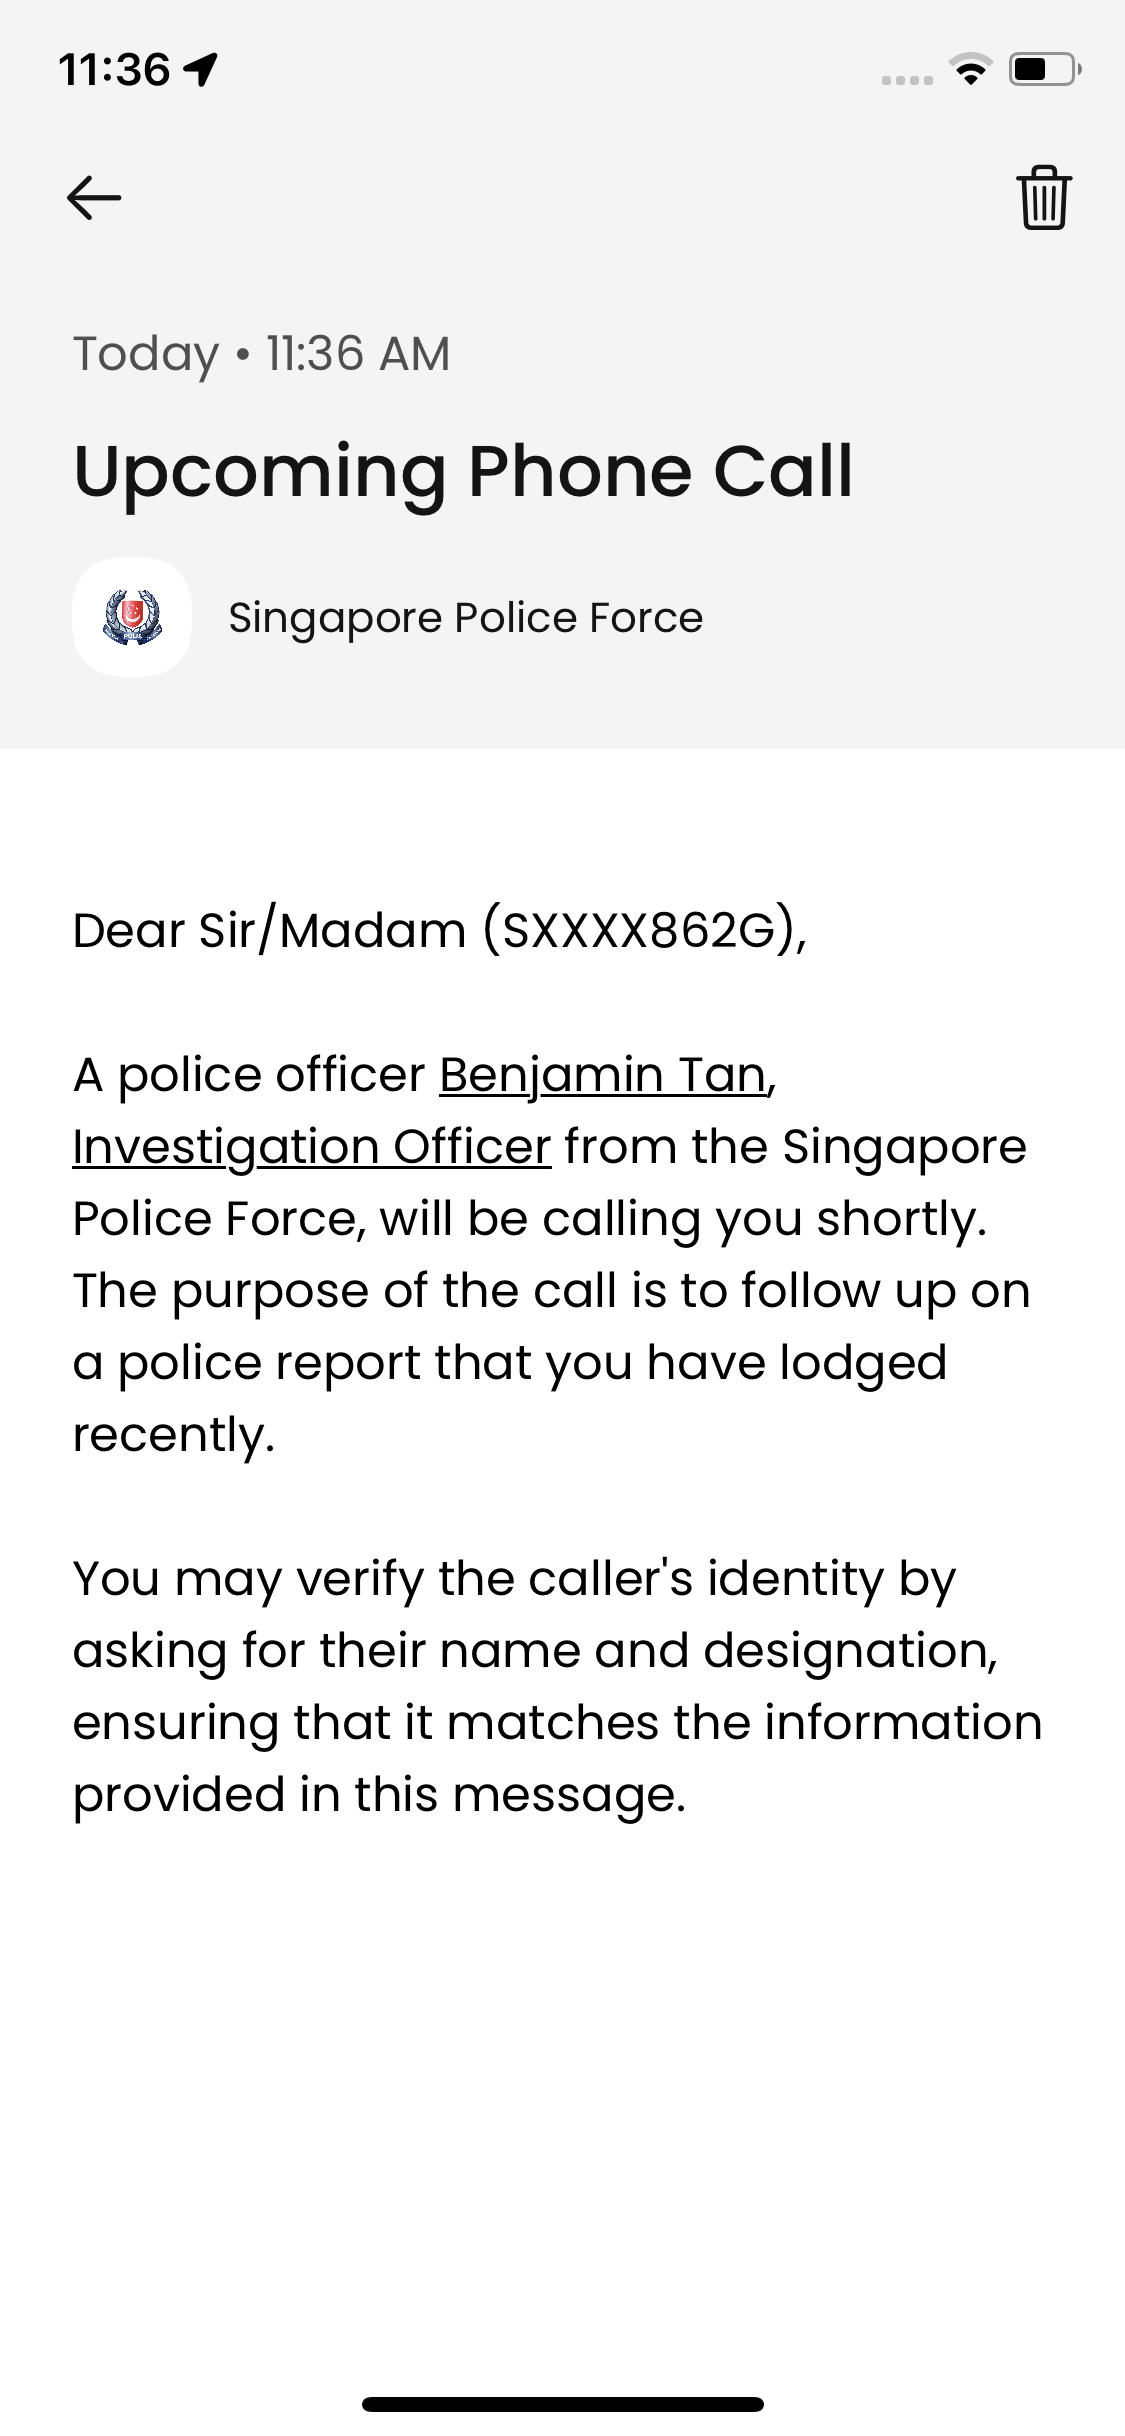 11:36
Today • 11:36 AM
Upcoming Phone Call
Singapore Police Force
Dear Sir/Madam (SXXXX862G),
A police officer Benjamin Tan,
Investigation Officer from the Singapore
Police Force, will be calling you shortly.
The purpose of the call is to follow up on
a police report that you have lodged
recently.
You may verify the caller's identity by
asking for their name and designation,
ensuring that it matches the information
provided in this message.